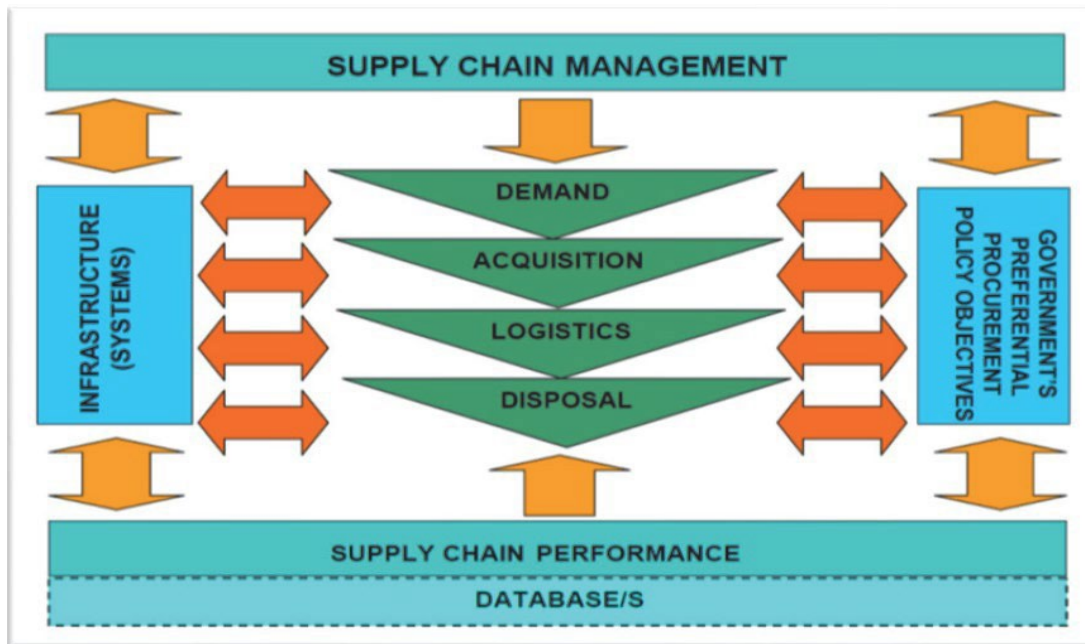 SUPPLY CHAIN MANAGEMENT
DEMAND
ACQUISITION
LOGISTICS
DISPOSAL
INFRASTRUCTURE
(SYSTEMS)
GOVERNMENT'S
PREFERENTIAL
PROCUREMENT
POLICY OBJECTIVES
SUPPLY CHAIN PERFORMANCE
DATABASE/S